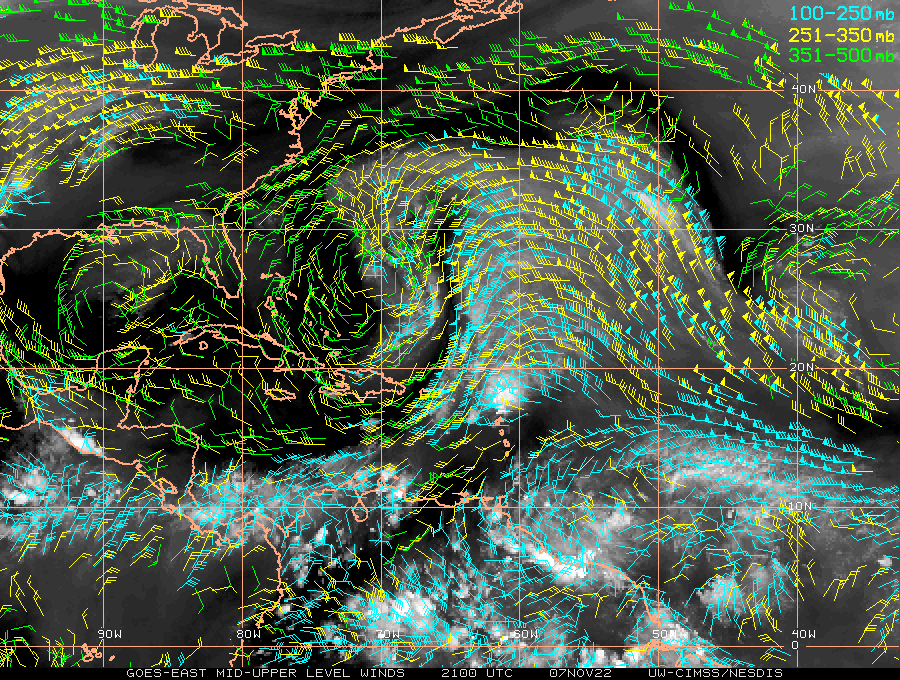 100-250mb
251-350mb
351-500mb
40N
30N
20N
10N
90W 80W 70W 60W 50W 40W
0
GOES-EAST MID-UPPER LEVEL WINDS 2100 UTC 07NOV22 UW-CIMSS/NESDIS